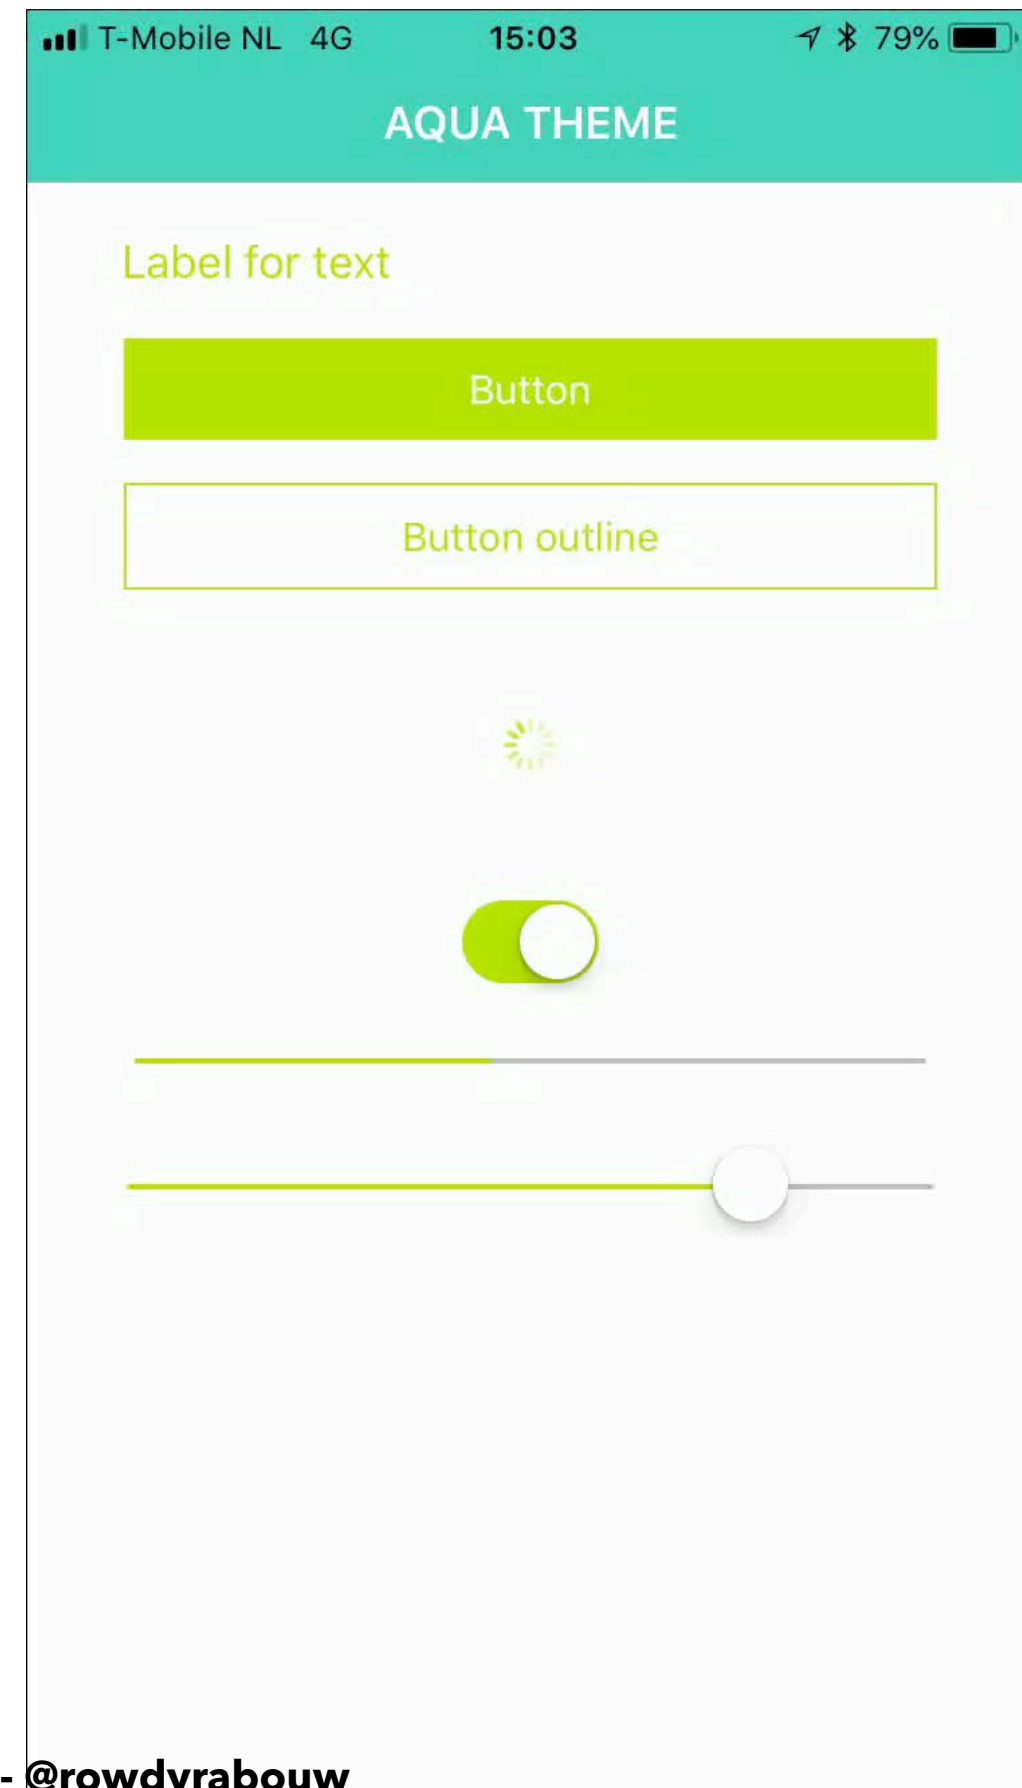 T-Mobile NL 4G 15:03 79%
AQUA THEME
Label for text
Button
Button outline
- @rowdyrabouw